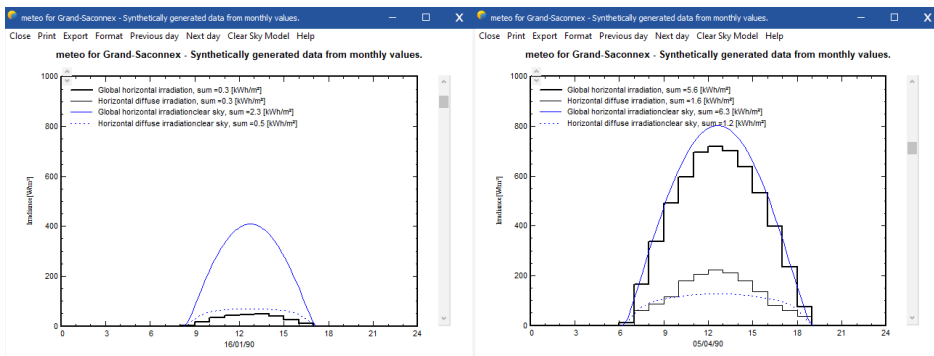 meteo for Grand-Saconnex - Synthetically generated data from monthly values.
Close Print Export Format Previous day Next day Clear Sky Model Help
meteo for Grand-Saconnex - Synthetically generated data from monthly values.
1000
Global horizontal irradiation, sum =0.3 [kWh/m²]
Horizontal diffuse irradiation, sum =0.3 [kWh/m²]
Global horizontal irradiationclear sky, sum =2.3 [kWh/m²]
Horizontal diffuse irradiationclear sky, sum =0.5 [kWh/m²]
800
600
Irradiance [W/m²]
400
200
0
0 3 6 9 12 15 18 21 24
16/01/90
meteo for Grand-Saconnex - Synthetically generated data from monthly values.
Close Print Export Format Previous day Next day Clear Sky Model Help
meteo for Grand-Saconnex - Synthetically generated data from monthly values.
1000
Global horizontal irradiation, sum =5.6 [kWh/m²]
Horizontal diffuse irradiation, sum =1.6 [kWh/m²]
Global horizontal irradiationclear sky, sum =6.3 [kWh/m²]
Horizontal diffuse irradiationclear sky, sum =1.2 [kWh/m²]
800
600
Irradiance [W/m²]
400
200
0
0 3 6 9 12 15 18 21 24
05/04/90